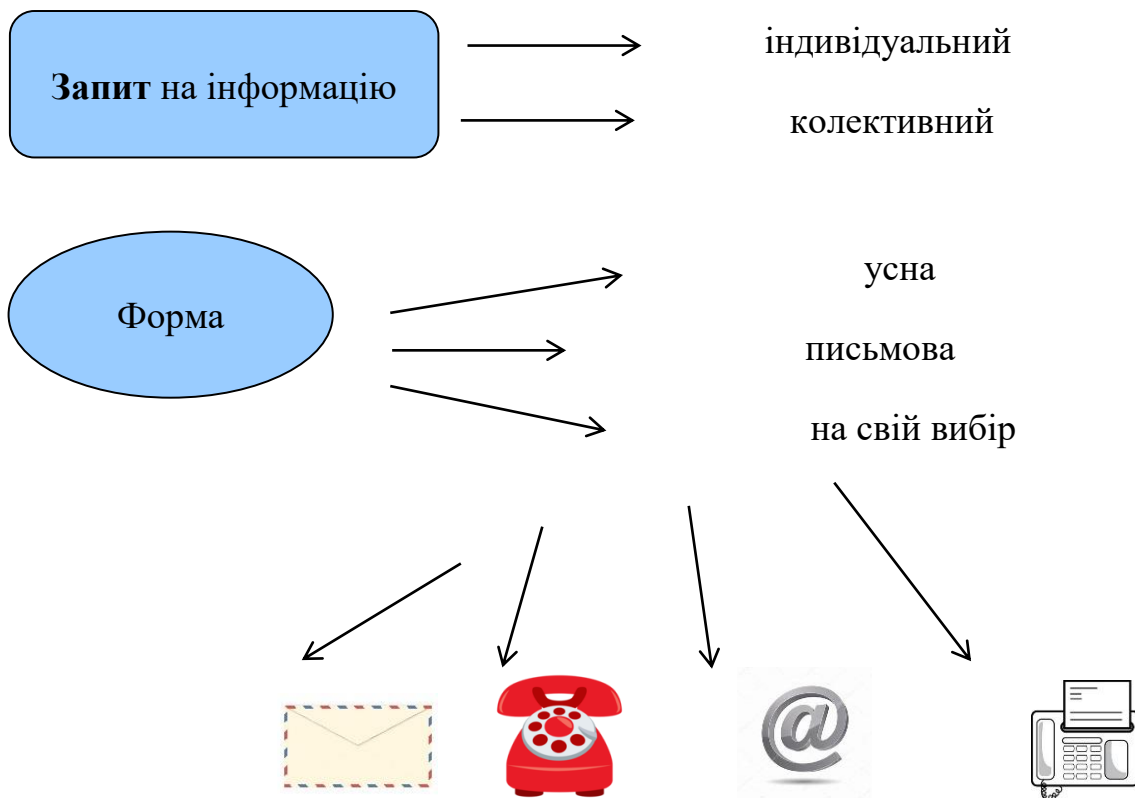 Запит на інформацію
індивідуальний
колективний
Форма
усна
письмова
на свій вибір
@